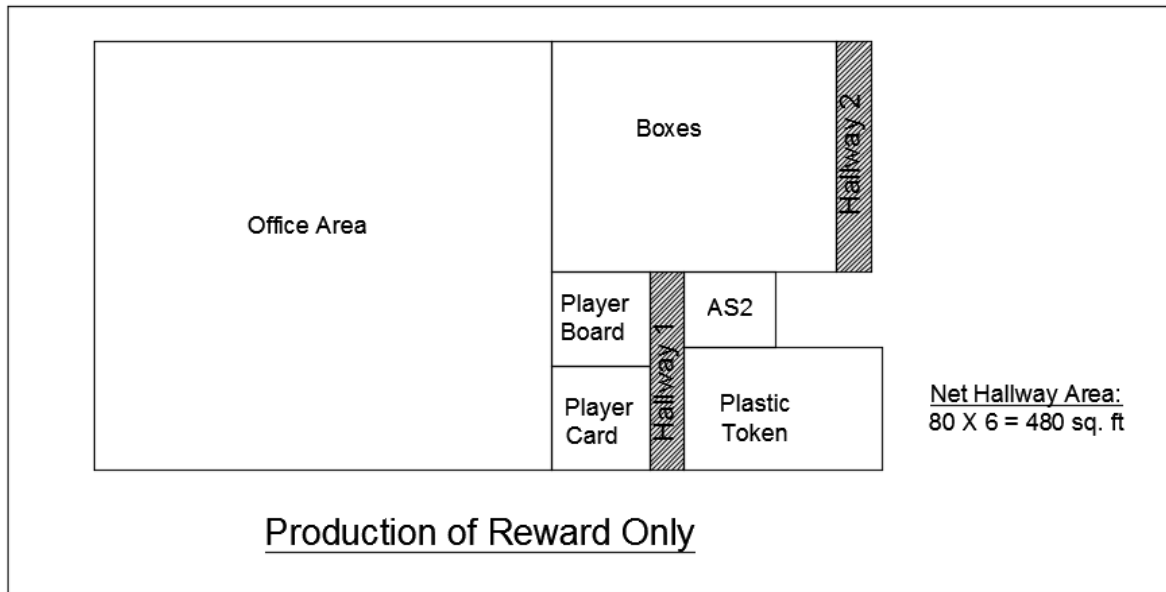 Boxes
Hallway 2
Office Area
Player
Board
Hallway 1
AS2
Player
Card
Plastic
Token
Net Hallway Area:
80 X 6 = 480 sq. ft
Production of Reward Only